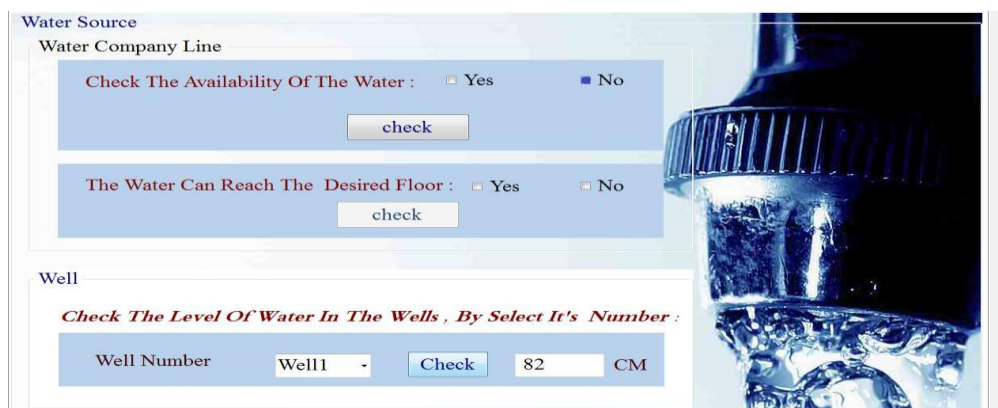 Water Source
Water Company Line
Check The Availability Of The Water : Yes No
check
The Water Can Reach The Desired Floor : Yes No
check
Well
Check The Level Of Water In The Wells , By Select It's Number :
Well Number Well1 Check 82 CM